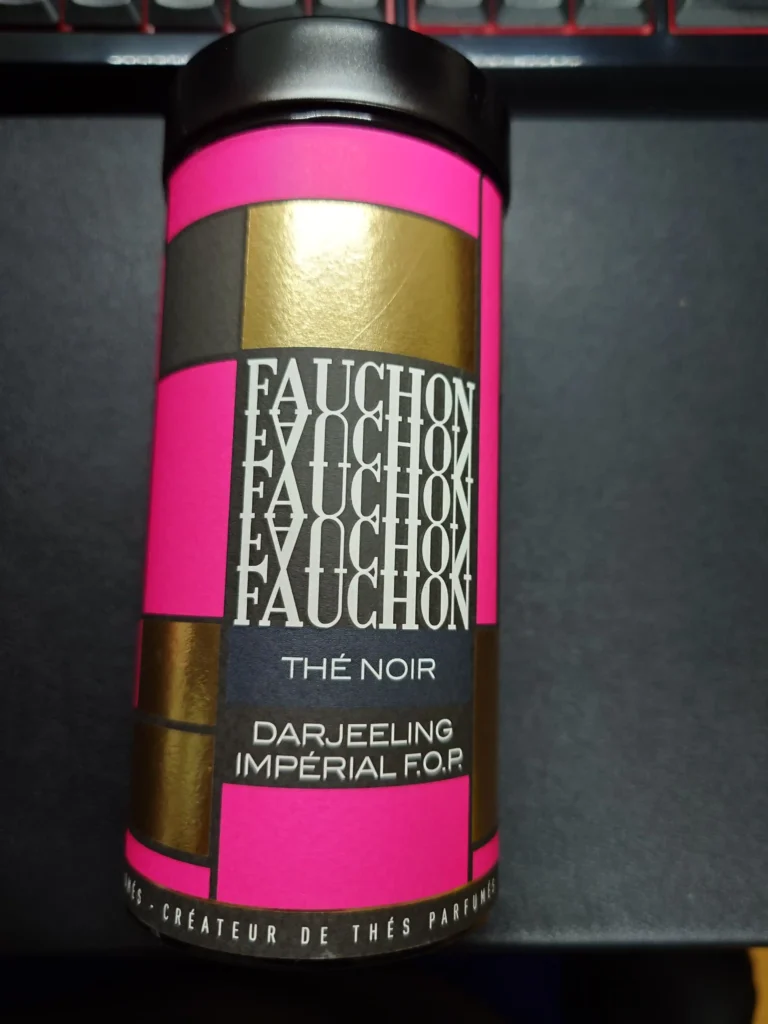 FAUCHON
FAUCHON
FAUCHON
FAUCHON
FAUCHON
THÉ NOIR
DARJEELING
IMPÉRIAL F.O.P.
- CRÉATEUR DE THÉS PARFUMÉS